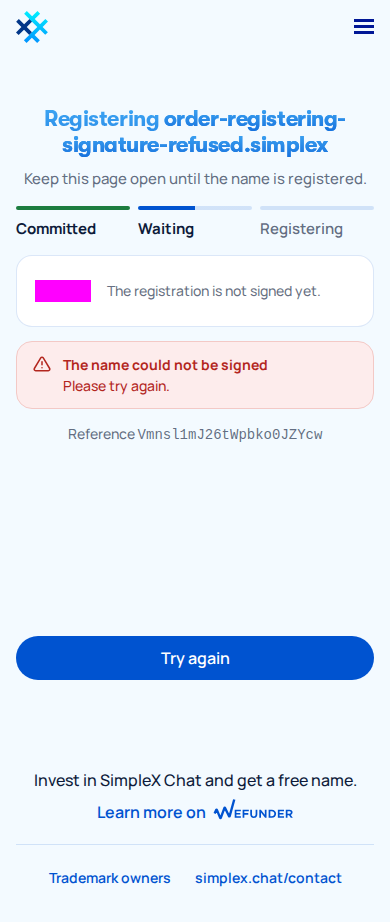 Registering order-registering-
signature-refused.simplex
Keep this page open until the name is registered.
Committed
Waiting
Registering
The registration is not signed yet.
The name could not be signed
Please try again.
Reference Vmnsl1mJ26tWpbko0JZYcw
Try again
Invest in SimpleX Chat and get a free name.
Learn more on WEFUNDER
Trademark owners
simplex.chat/contact